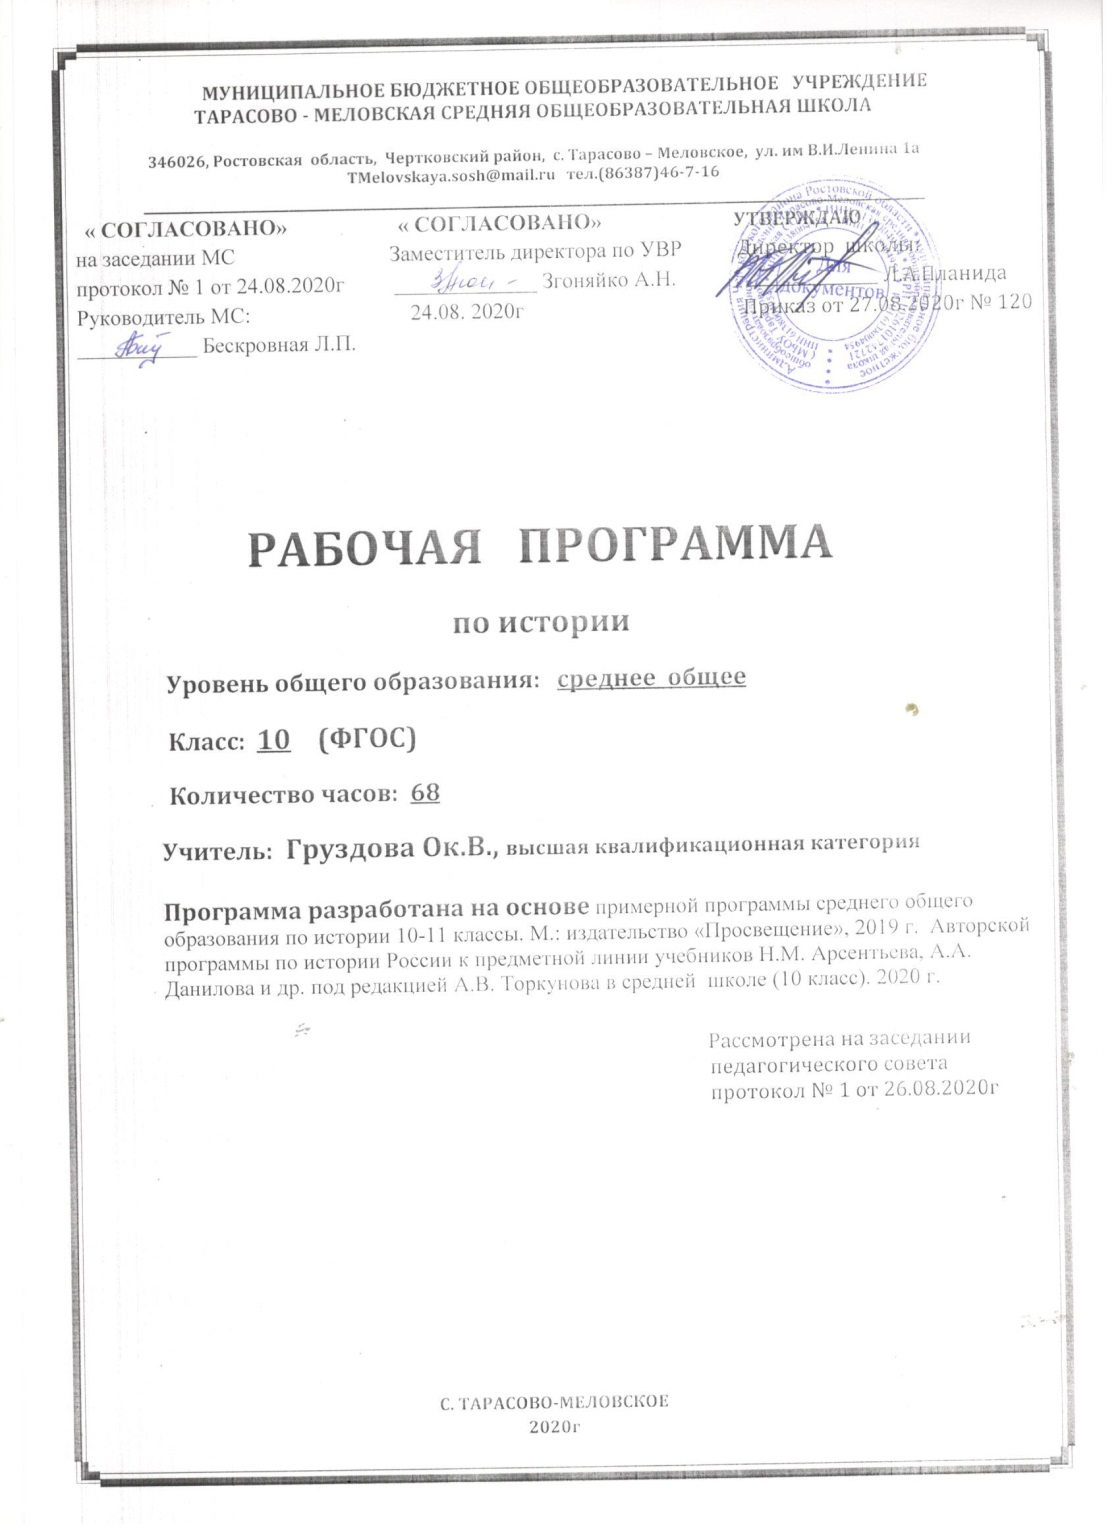 МУНИЦИПАЛЬНОЕ БЮДЖЕТНОЕ ОБЩЕОБРАЗОВАТЕЛЬНОЕ УЧРЕЖДЕНИЕ
ТАРАСОВО - МЕЛОВСКАЯ СРЕДНЯЯ ОБЩЕОБРАЗОВАТЕЛЬНАЯ ШКОЛА
346026, Ростовская область, Чертковский район, с. Тарасово – Меловское, ул. им В.И.Ленина 1а
TMelovskaya.sosh@mail.ru тел.(86387)46-7-16
« СОГЛАСОВАНО»
на заседании МС
протокол № 1 от 24.08.2020г
Руководитель МС:
____________ Бескровная Л.П.
« СОГЛАСОВАНО»
Заместитель директора по УВР
______________ Згоняйко А.Н.
24.08. 2020г
УТВЕРЖДАЮ
Директор школы:
____________ Л.А.Планида
Приказ от 27.08.2020г № 120
Для
документов
РАБОЧАЯ ПРОГРАММА
по истории
Уровень общего образования: среднее общее
Класс: 10 (ФГОС)
Количество часов: 68
Учитель: Груздова Ок.В., высшая квалификационная категория
Программа разработана на основе примерной программы среднего общего
образования по истории 10-11 классы. М.: издательство «Просвещение», 2019 г. Авторской
программы по истории России к предметной линии учебников Н.М. Арсентьева, А.А.
Данилова и др. под редакцией А.В. Торкунова в средней школе (10 класс). 2020 г.
Рассмотрена на заседании
педагогического совета
протокол № 1 от 26.08.2020г
С. ТАРАСОВО-МЕЛОВСКОЕ
2020г